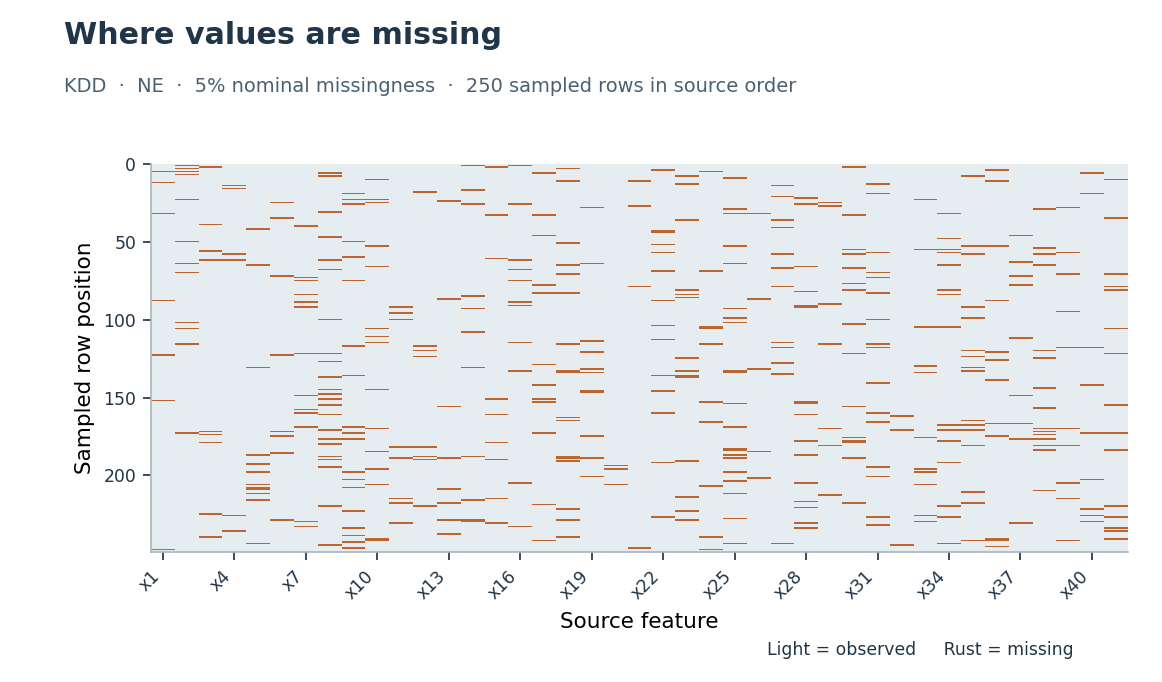 Where values are missing
KDD · NE · 5% nominal missingness · 250 sampled rows in source order
0
50
100
150
200
Sampled row position
x1 x4 x7 x10 x13 x16 x19 x22 x25 x28 x31 x34 x37 x40
Source feature
Light = observed Rust = missing